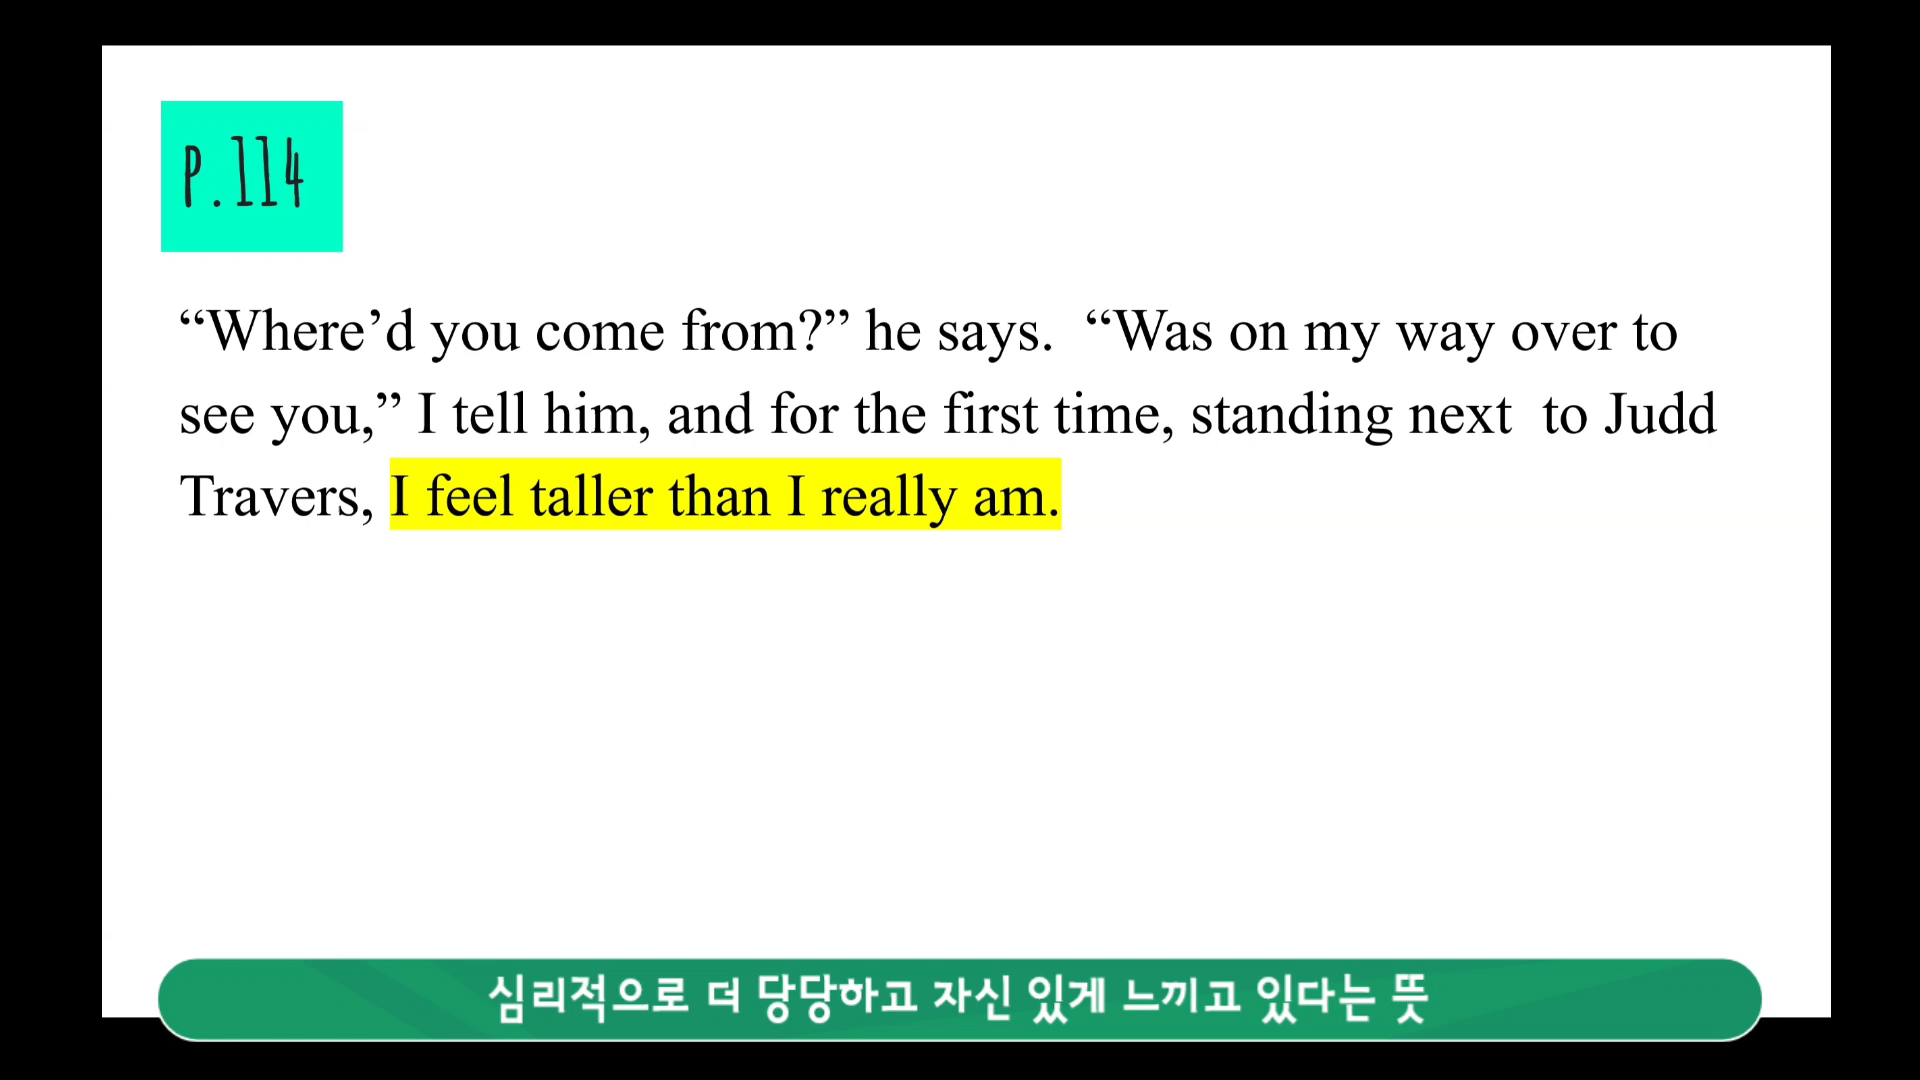 P.114
“Where’d you come from?” he says.  “Was on my way over to
see you,” I tell him, and for the first time, standing next  to Judd
Travers, I feel taller than I really am.
심리적으로 더 당당하고 자신 있게 느끼고 있다는 뜻